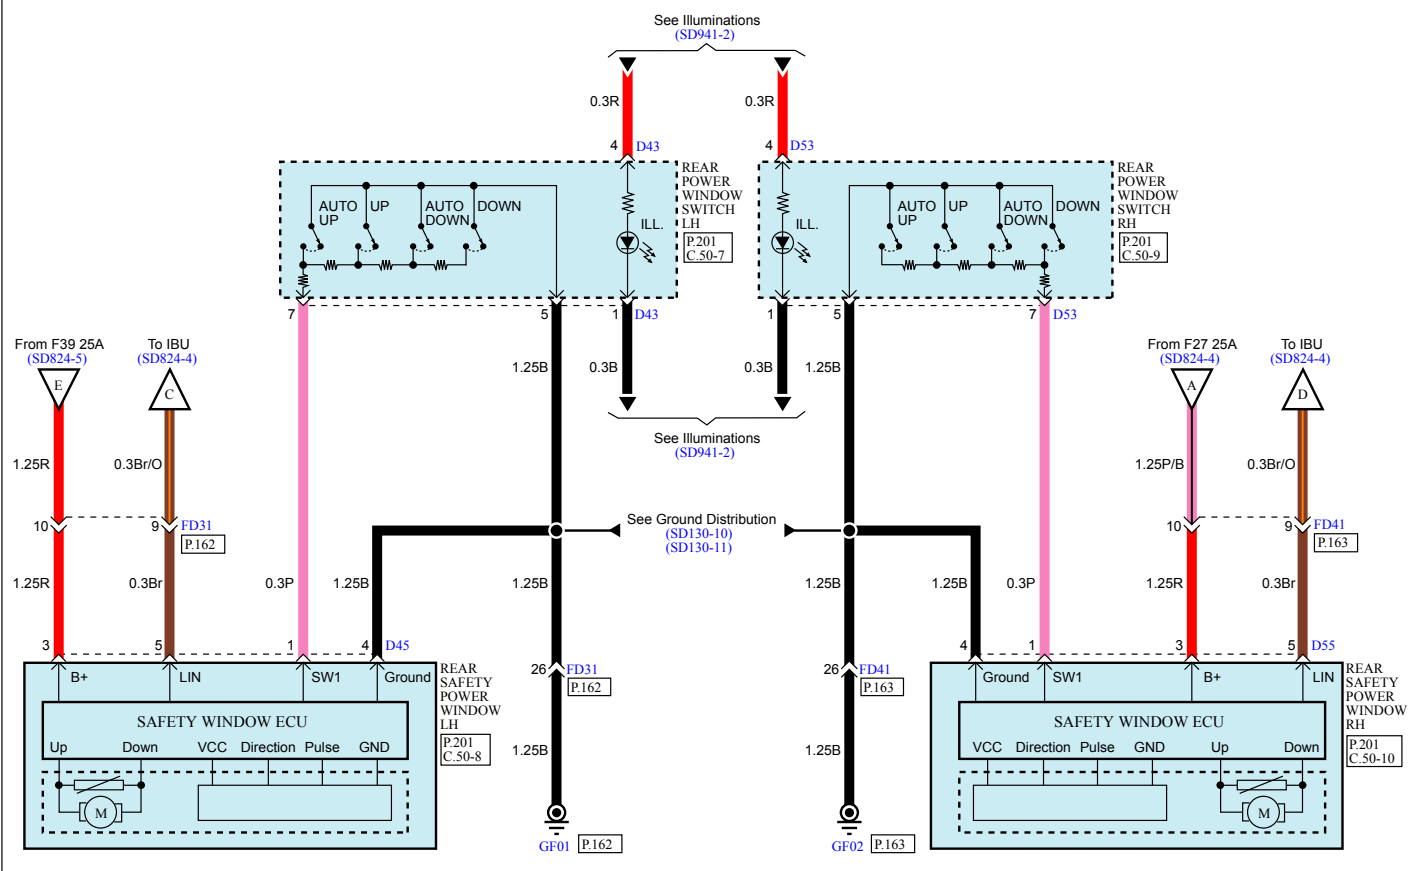 See Illuminations
(SD941-2)
0.3R
0.3R
4
D43
4
D53
AUTO
UP
UP
AUTO
DOWN
DOWN
ILL.
REAR
POWER
WINDOW
SWITCH
LH
P.201
C.50-7
ILL.
AUTO
UP
UP
AUTO
DOWN
DOWN
REAR
POWER
WINDOW
SWITCH
RH
P.201
C.50-9
7
5
1
D43
1
5
7
D53
From F39 25A
(SD824-5)
E
To IBU
(SD824-4)
C
1.25B
0.3B
0.3B
1.25B
From F27 25A
(SD824-4)
A
To IBU
(SD824-4)
D
See Illuminations
(SD941-2)
1.25R
0.3Br/O
1.25P/B
0.3Br/O
10
9
FD31
P.162
See Ground Distribution
(SD130-10)
(SD130-11)
10
9
FD41
P.163
1.25R
0.3Br
0.3P
1.25B
1.25B
1.25B
1.25B
0.3P
1.25R
0.3Br
3
5
1
4
D45
4
1
3
5
D55
B+
LIN
SW1
Ground
REAR
SAFETY
POWER
WINDOW
LH
P.201
C.50-8
26
FD31
P.162
26
FD41
P.163
Ground
SW1
B+
LIN
REAR
SAFETY
POWER
WINDOW
RH
P.201
C.50-10
SAFETY WINDOW ECU
Up
Down
VCC
Direction
Pulse
GND
M
1.25B
1.25B
SAFETY WINDOW ECU
VCC
Direction
Pulse
GND
Up
Down
M
GF01
P.162
GF02
P.163